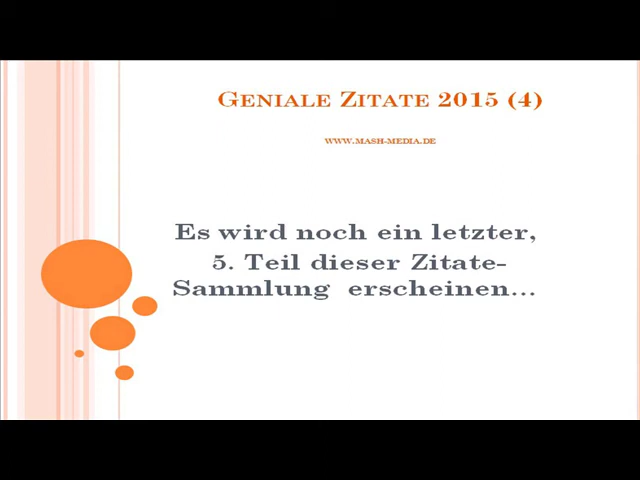 Geniale Zitate 2015 (4)
www.mash-media.de
Es wird noch ein letzter,
5. Teil dieser Zitate-
Sammlung erscheinen...